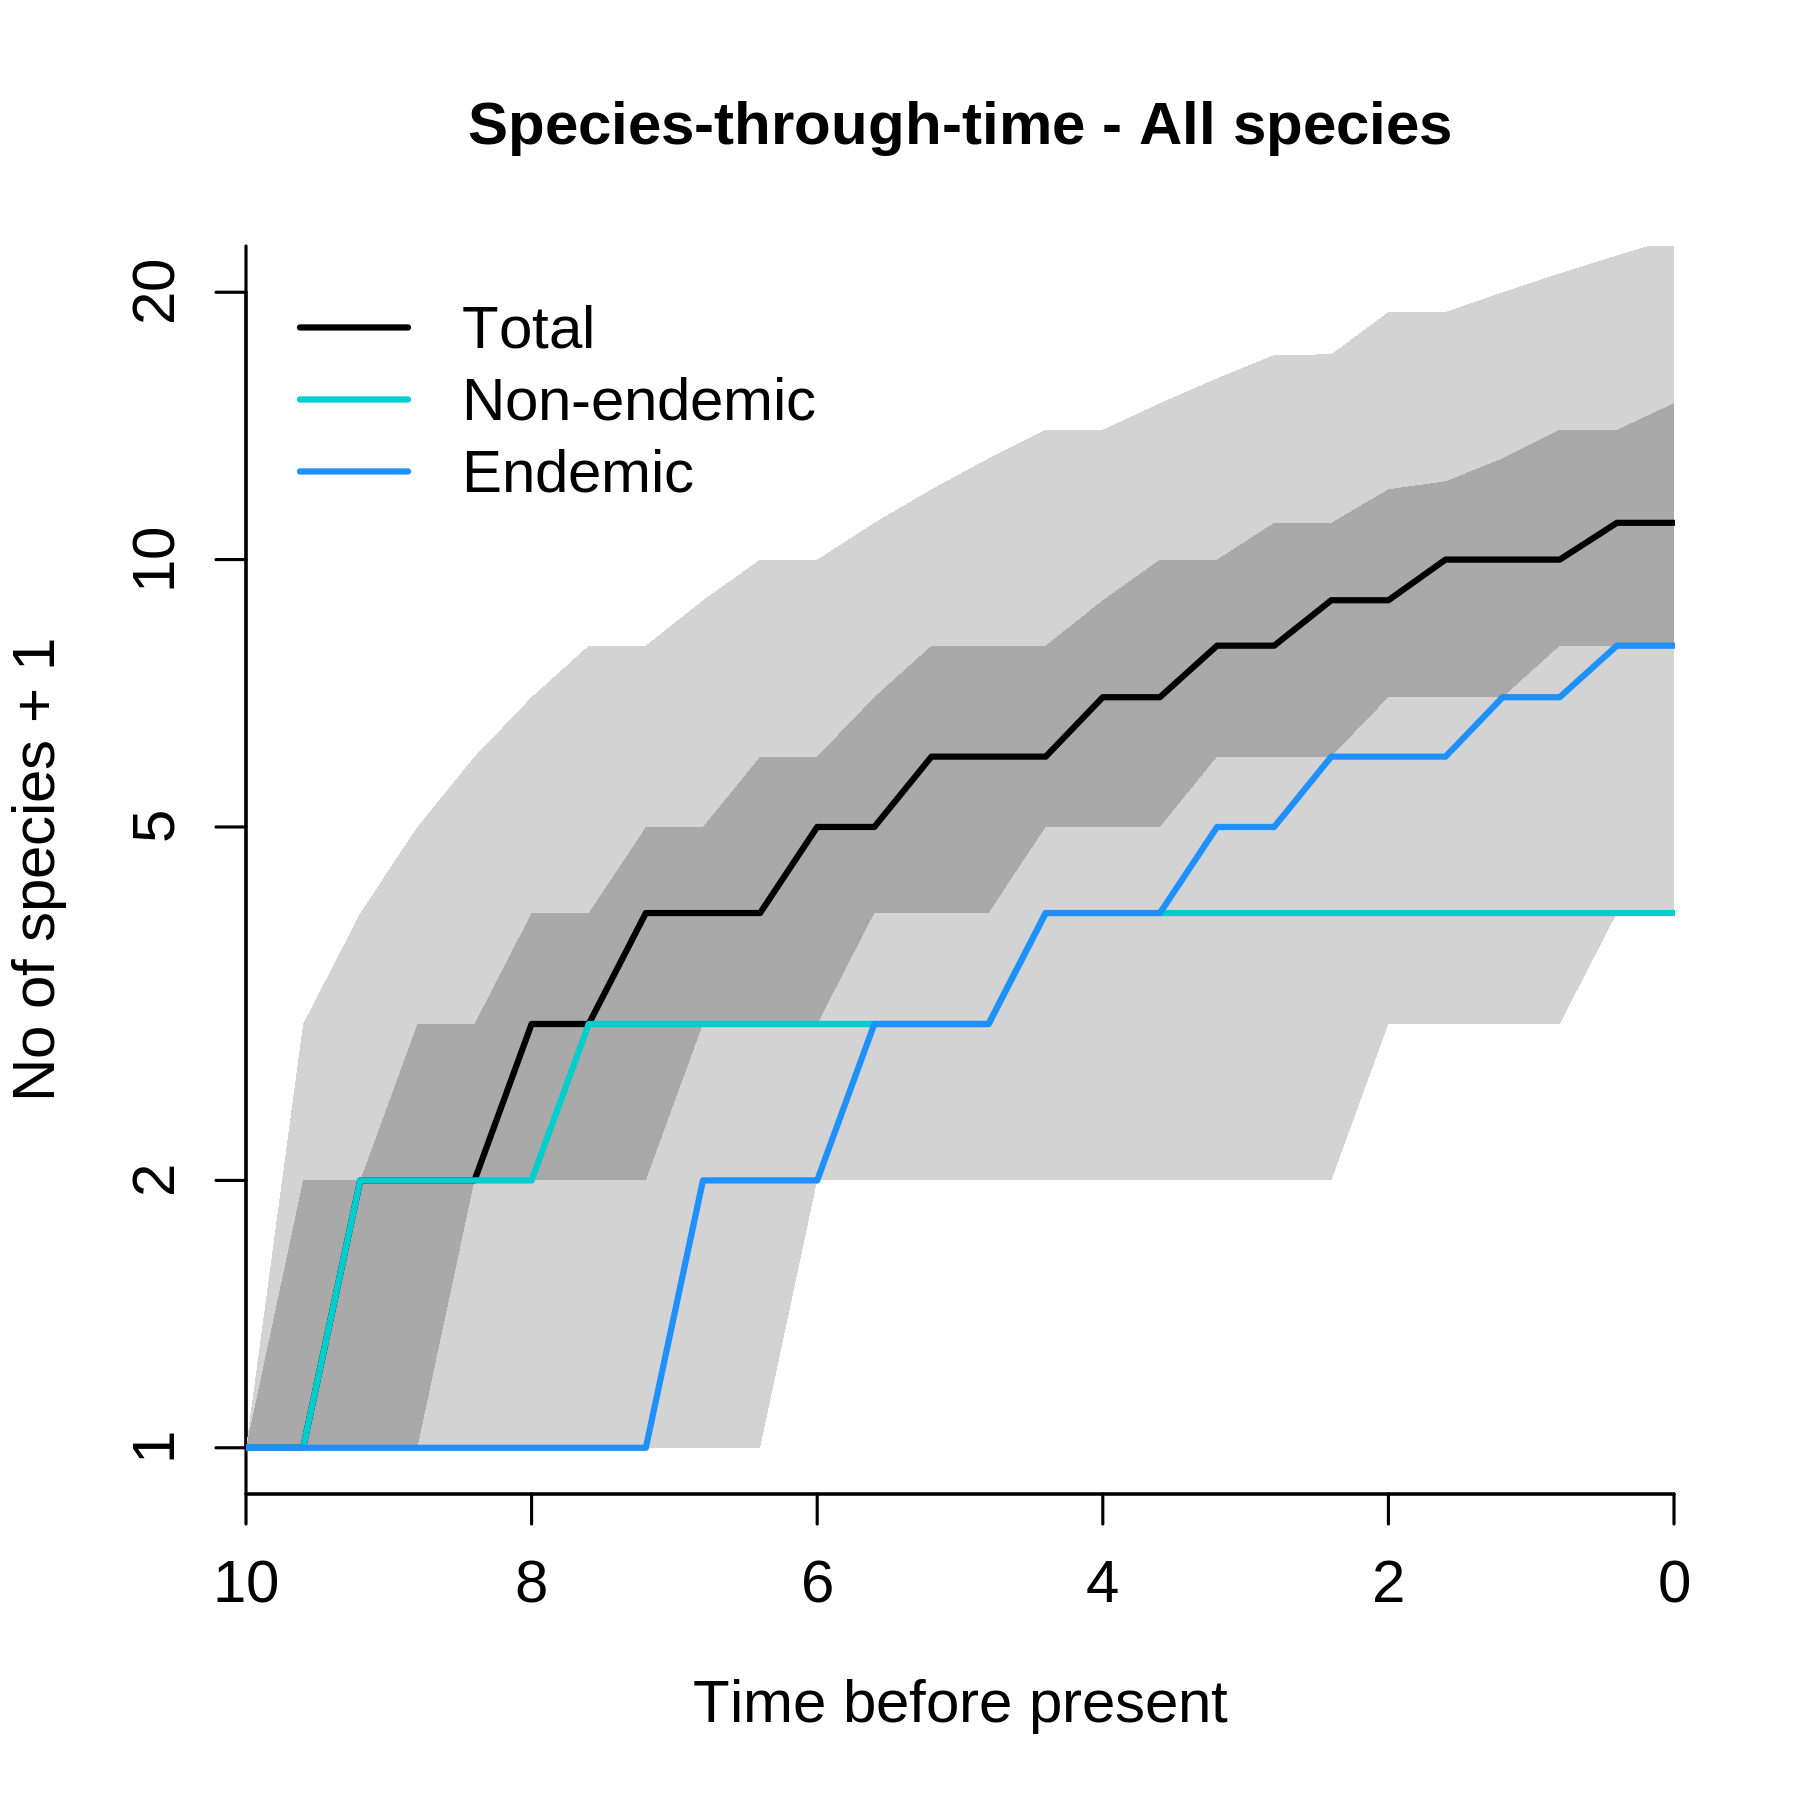 Species-through-time - All species
Total
Non-endemic
Endemic
20
10
5
2
1
No of species + 1
10 8 6 4 2 0
Time before present